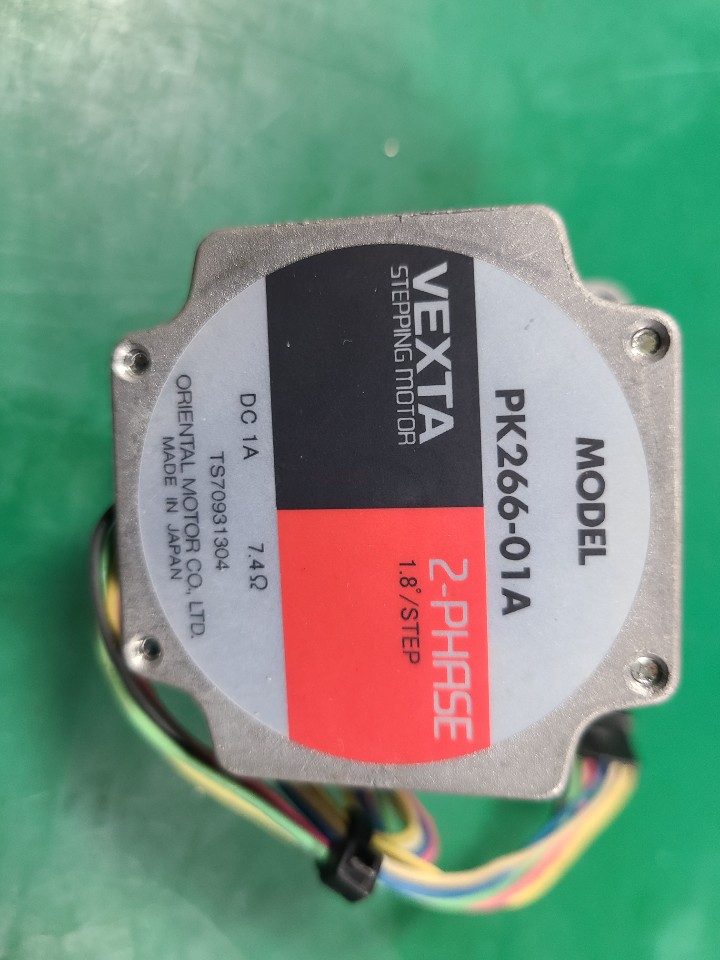 MODEL
PK266-01A
VEXTA
STEPPING MOTOR
2-PHASE
1.8°/STEP
DC 1A 7.4Ω
TS70931304
ORIENTAL MOTOR CO., LTD.
MADE IN JAPAN